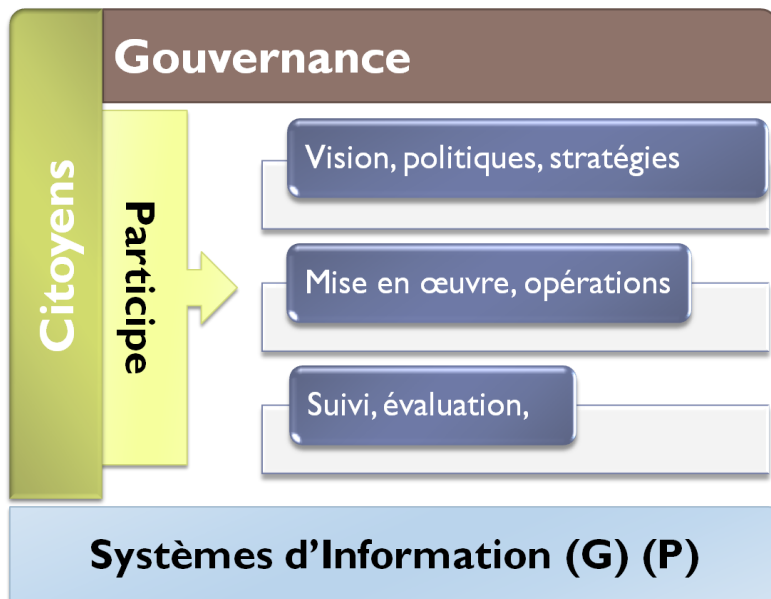 Gouvernance
Citoyens
Participe
Vision, politiques, stratégies
Mise en œuvre, opérations
Suivi, évaluation,
Systèmes d'Information (G) (P)